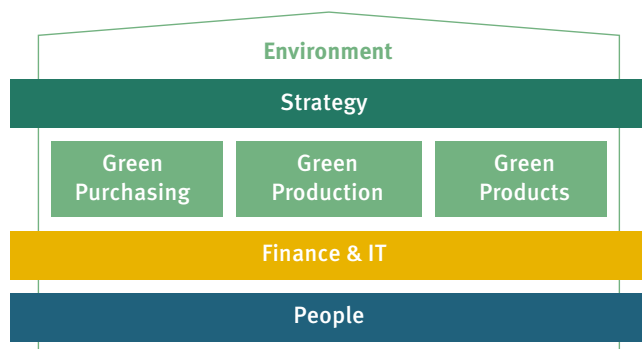 Environment
Strategy
Green
Purchasing
Green
Production
Green
Products
Finance & IT
People